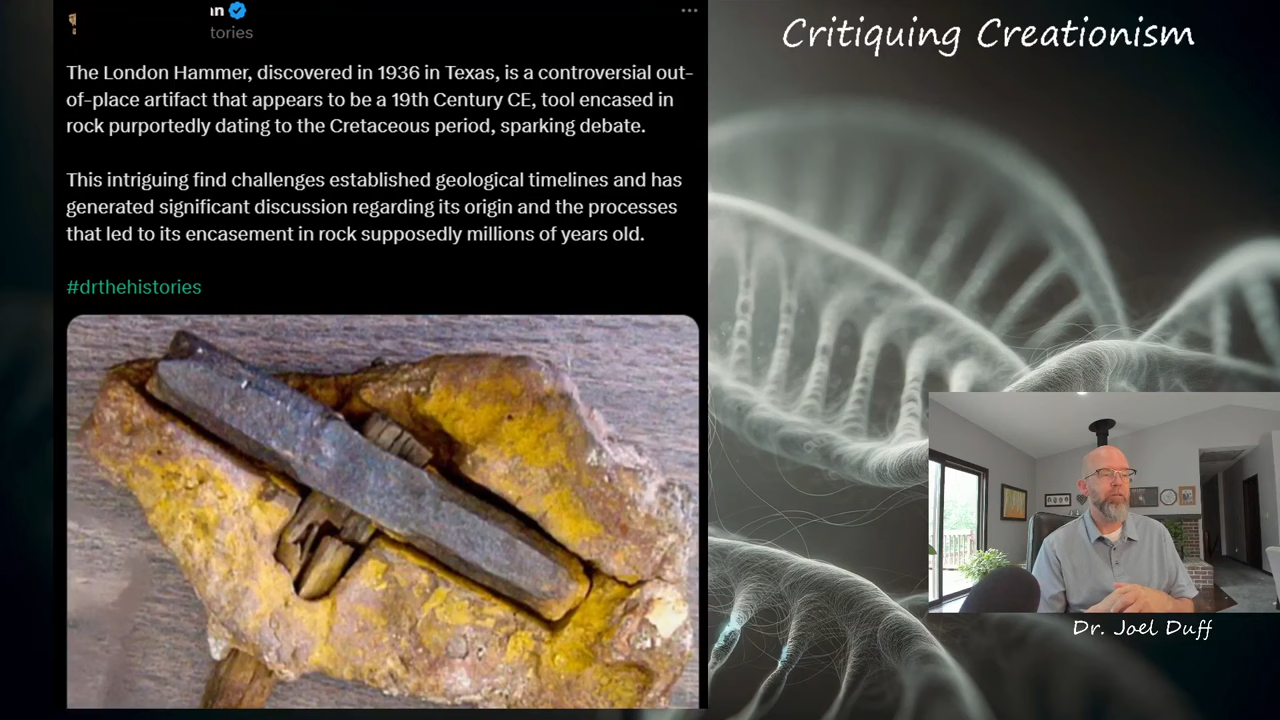 tories
The London Hammer, discovered in 1936 in Texas, is a controversial out-
of-place artifact that appears to be a 19th Century CE, tool encased in
rock purportedly dating to the Cretaceous period, sparking debate.
This intriguing find challenges established geological timelines and has
generated significant discussion regarding its origin and the processes
that led to its encasement in rock supposedly millions of years old.
#drthehistories
Critiquing Creationism
Dr. Joel Duff